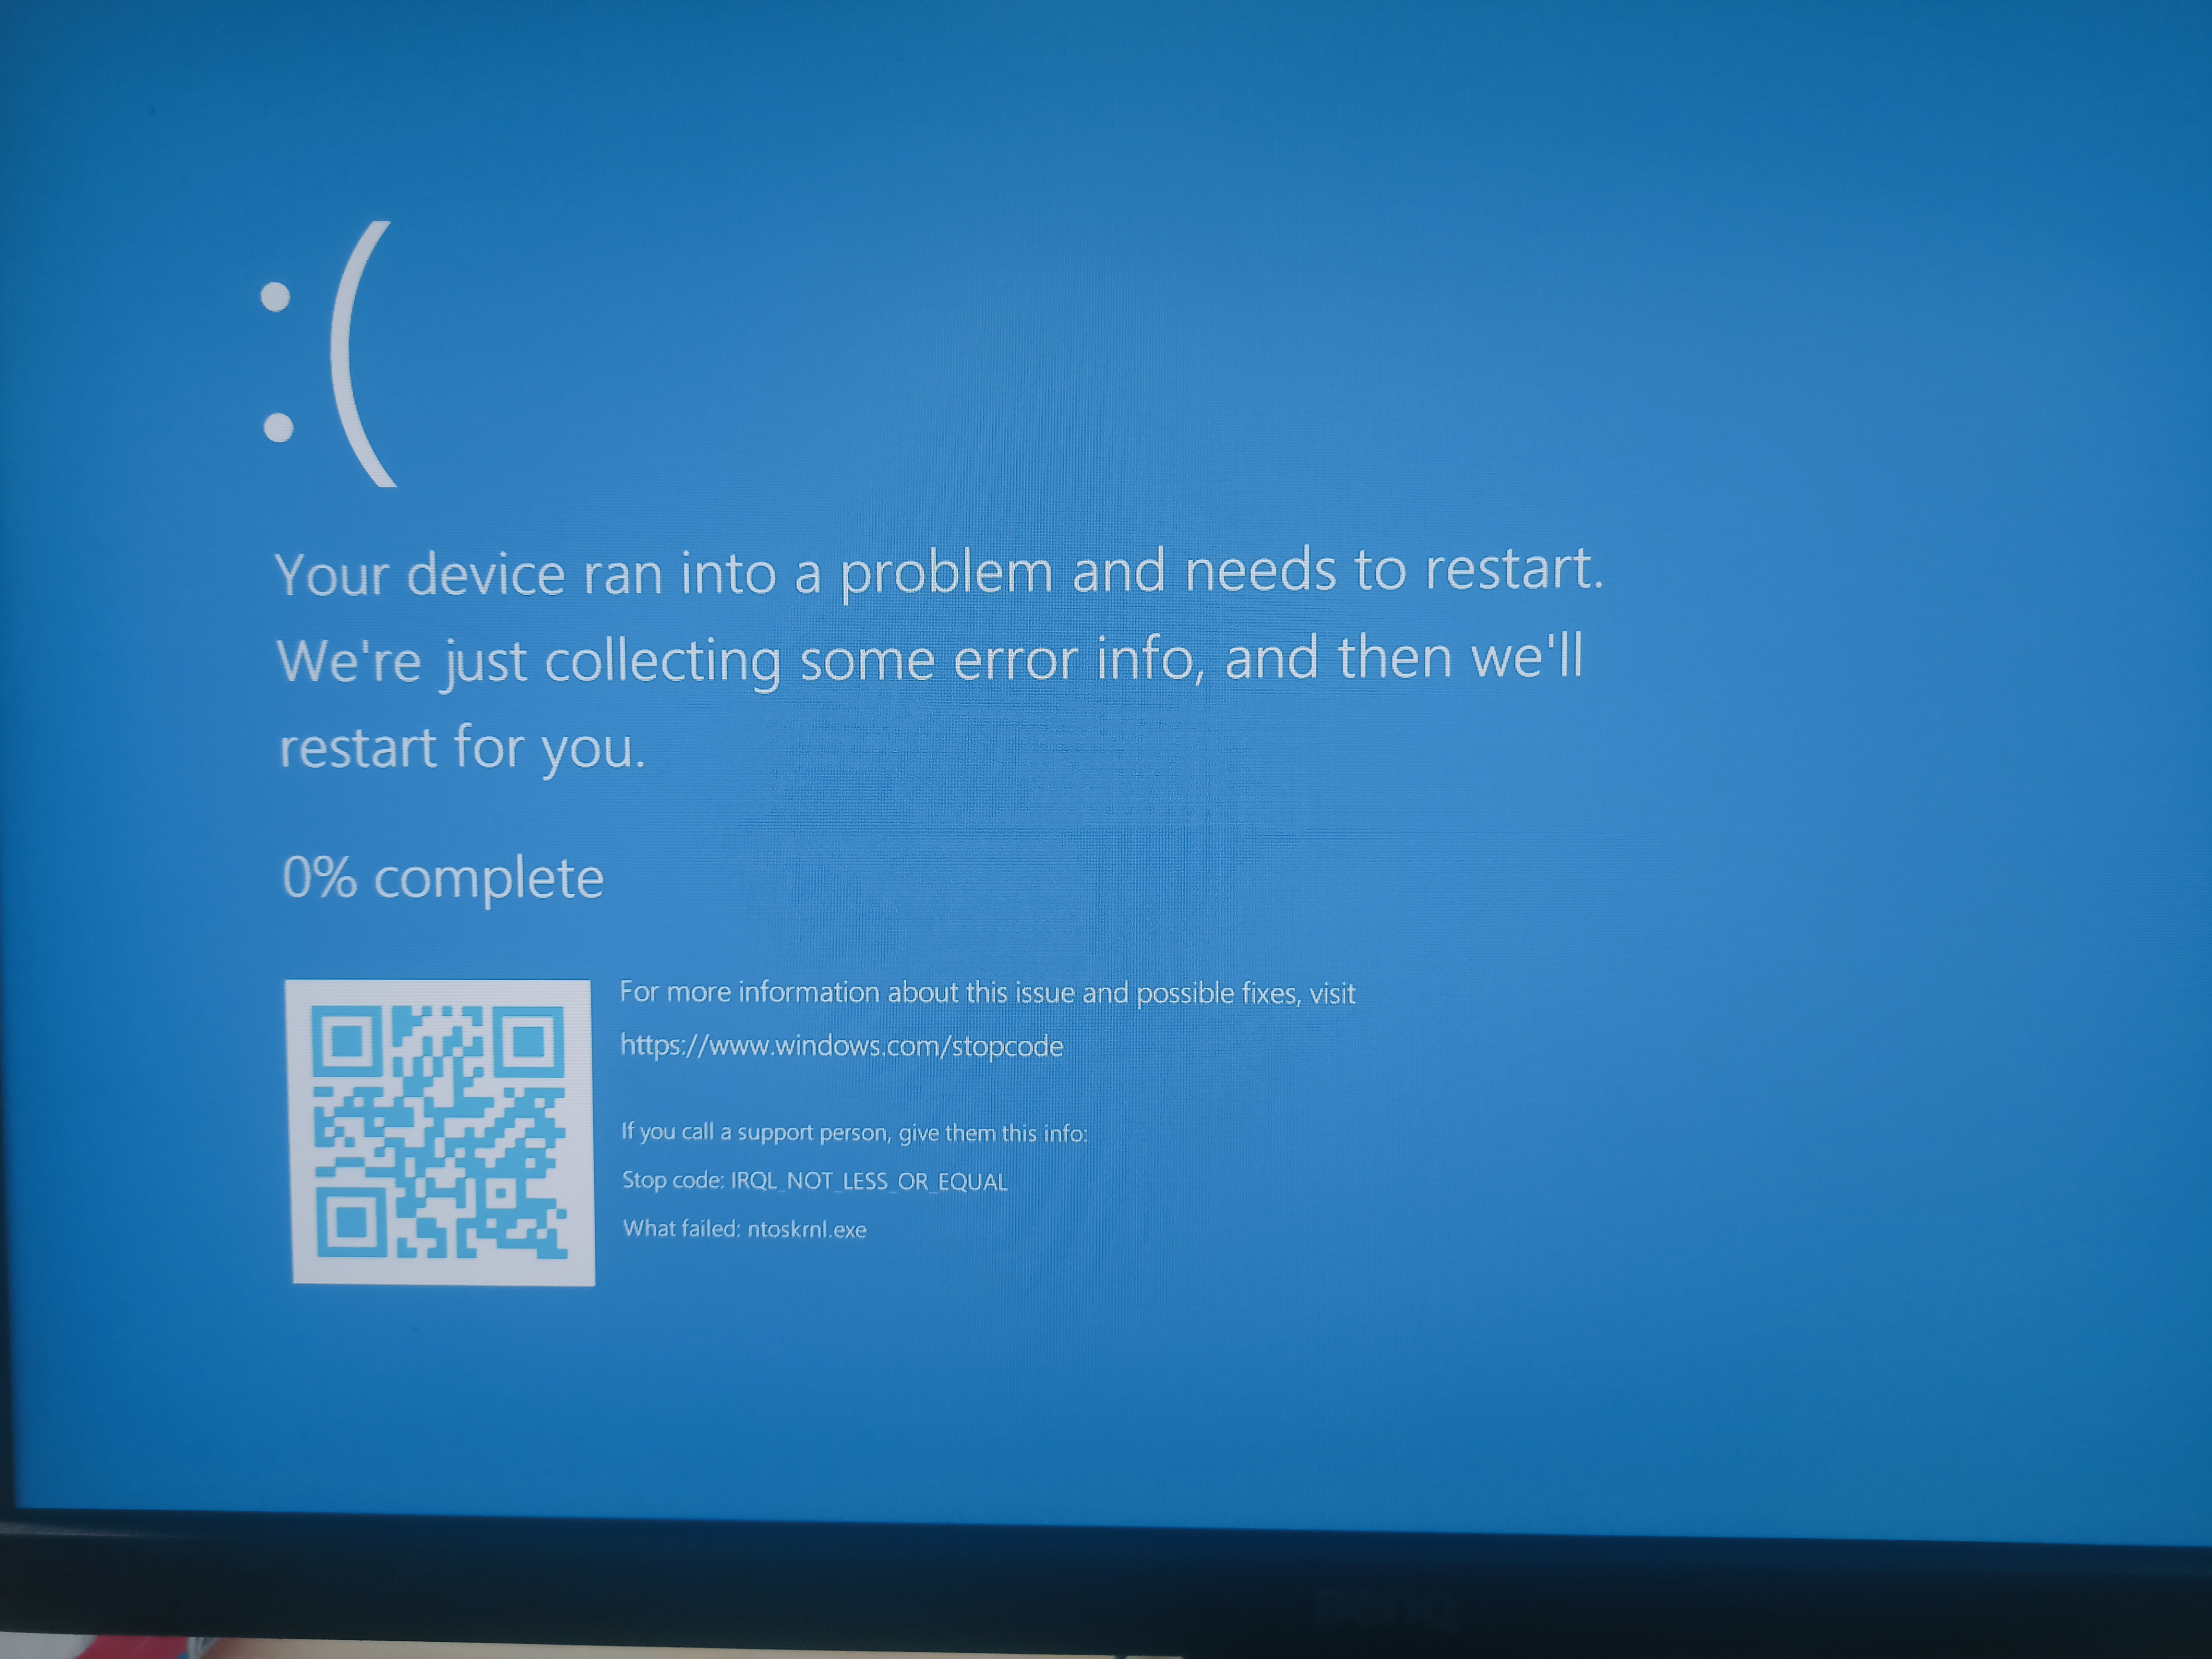 :(
Your device ran into a problem and needs to restart.
We're just collecting some error info, and then we'll
restart for you.
0% complete
For more information about this issue and possible fixes, visit
https://www.windows.com/stopcode
If you call a support person, give them this info:
Stop code: IRQL_NOT_LESS_OR_EQUAL
What failed: ntoskrnl.exe
BenQ